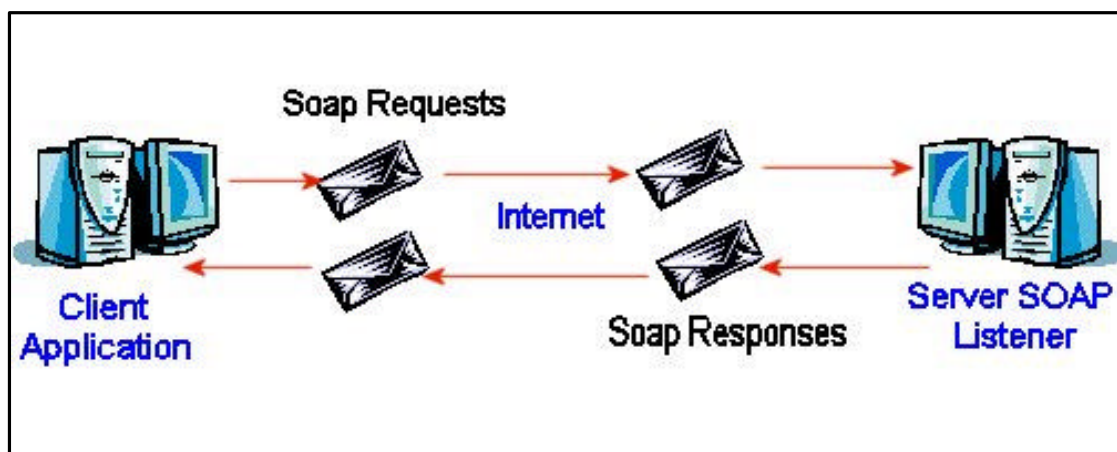 Soap Requests
Internet
Client
Application
Soap Responses
Server SOAP
Listener